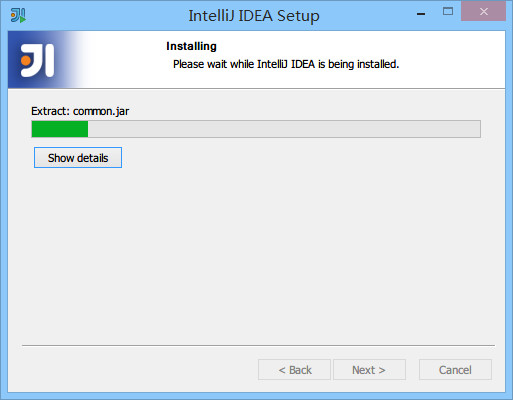 IntelliJ IDEA Setup
JI
Installing
Please wait while IntelliJ IDEA is being installed.
Extract: common.jar
Show details
< Back
Next >
Cancel